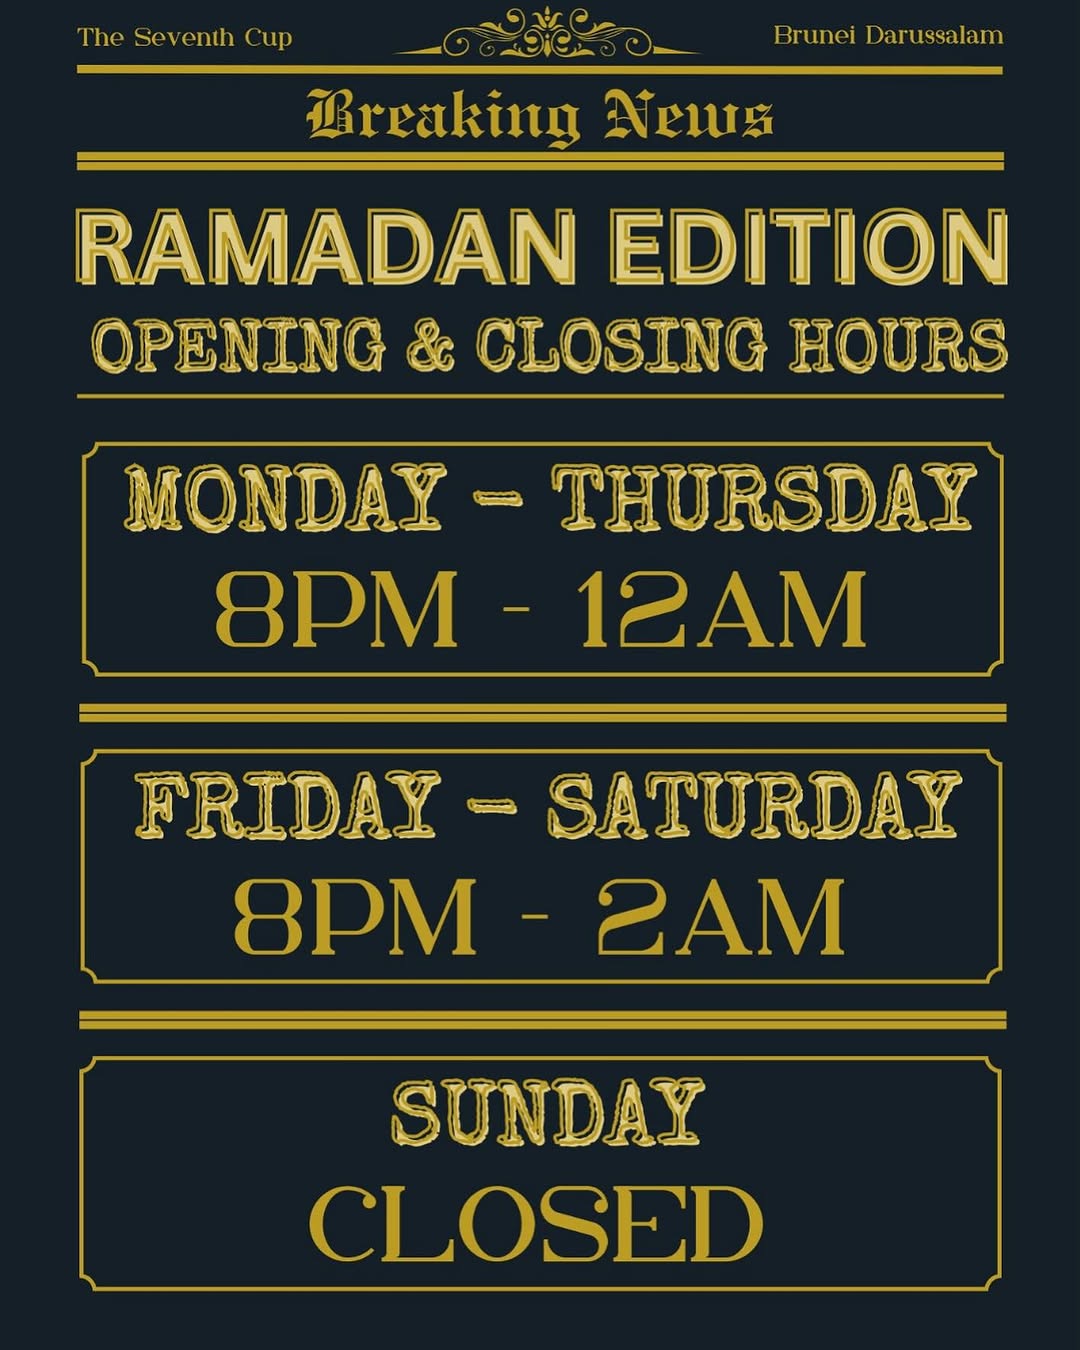 The Seventh Cup
Brunei Darussalam
Breaking News
RAMADAN EDITION
OPENING & CLOSING HOURS
MONDAY - THURSDAY
8PM - 12AM
FRIDAY - SATURDAY
8PM - 2AM
SUNDAY
CLOSED